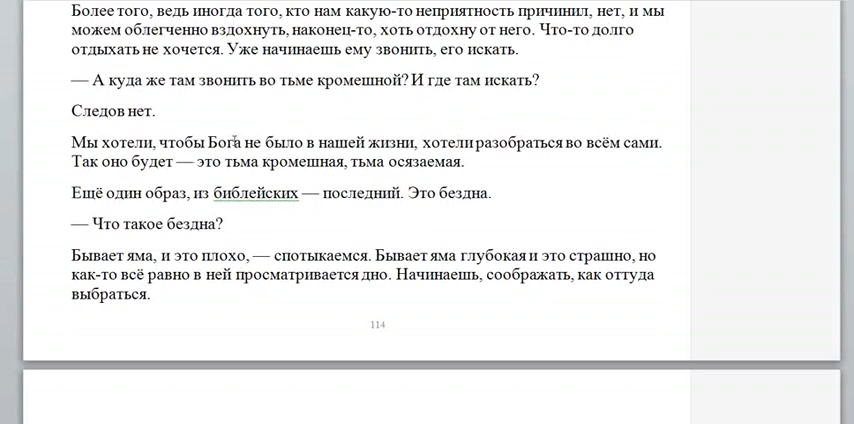 Более того, ведь иногда того, кто нам какую-то неприятность причинил, нет, и мы
можем облегченно вздохнуть, наконец-то, хоть отдохну от него. Что-то долго
отдыхать не хочется. Уже начинаешь ему звонить, его искать.
— А куда же там звонить во тьме кромешной? И где там искать?
Следов нет.
Мы хотели, чтобы Бога не было в нашей жизни, хотели разобраться во всём сами.
Так оно будет — это тьма кромешная, тьма осязаемая.
Ещё один образ, из библейских — последний. Это бездна.
— Что такое бездна?
Бывает яма, и это плохо, — спотыкаемся. Бывает яма глубокая и это страшно, но
как-то всё равно в ней просматривается дно. Начинаешь, соображать, как оттуда
выбраться.
114